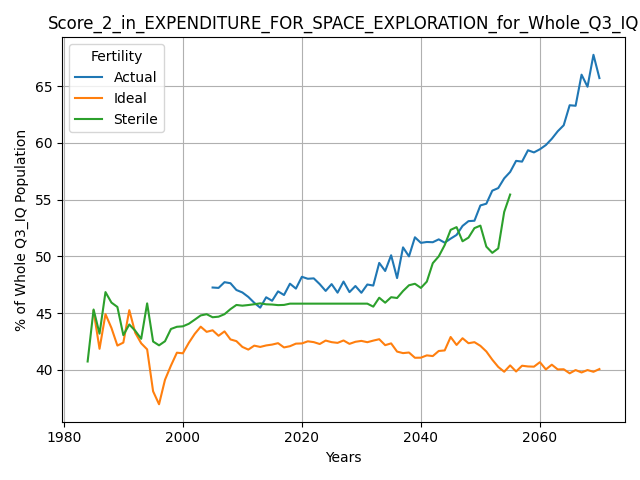 Score_2_in_EXPENDITURE_FOR_SPACE_EXPLORATION_for_Whole_Q3_IQ
Fertility
Actual
Ideal
Sterile
% of Whole Q3_IQ Population
65
60
55
50
45
40
1980
2000
2020
2040
2060
Years